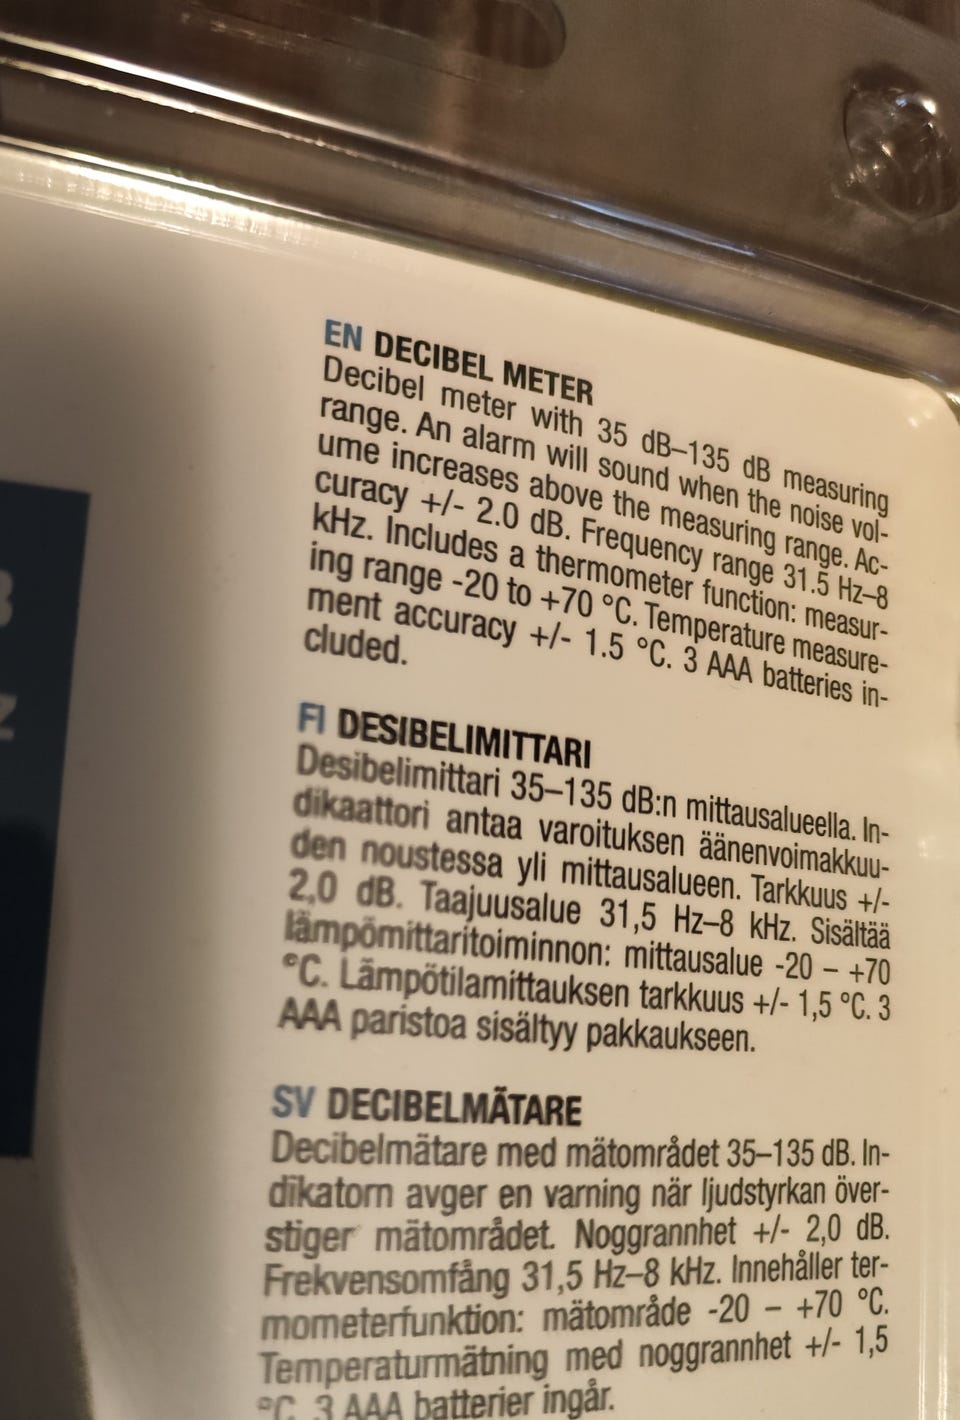 EN DECIBEL METER
Decibel meter with 35 dB–135 dB measuring
range. An alarm will sound when the noise vol-
ume increases above the measuring range. Ac-
curacy +/- 2.0 dB. Frequency range 31.5 Hz–8
kHz. Includes a thermometer function: measur-
ing range -20 to +70 °C. Temperature measure-
ment accuracy +/- 1.5 °C. 3 AAA batteries in-
cluded.
FI DESIBELIMITTARI
Desibelimittari 35–135 dB:n mittausalueella. In-
dikaattori antaa varoituksen äänenvoimakkuu-
den noustessa yli mittausalueen. Tarkkuus +/-
2,0 dB. Taajuusalue 31,5 Hz–8 kHz. Sisältää
lämpömittaritoiminnon: mittausalue -20 – +70
°C. Lämpötilamittauksen tarkkuus +/- 1,5 °C. 3
AAA paristoa sisältyy pakkaukseen.
SV DECIBELMÄTARE
Decibelmätare med mätområdet 35–135 dB. In-
dikatorn avger en varning när ljudstyrkan över-
stiger mätområdet. Noggrannhet +/- 2,0 dB.
Frekvensomfång 31,5 Hz–8 kHz. Innehåller ter-
mometerfunktion: mätområde -20 – +70 °C.
Temperaturmätning med noggrannhet +/- 1,5
°C. 3 AAA batterier ingår.